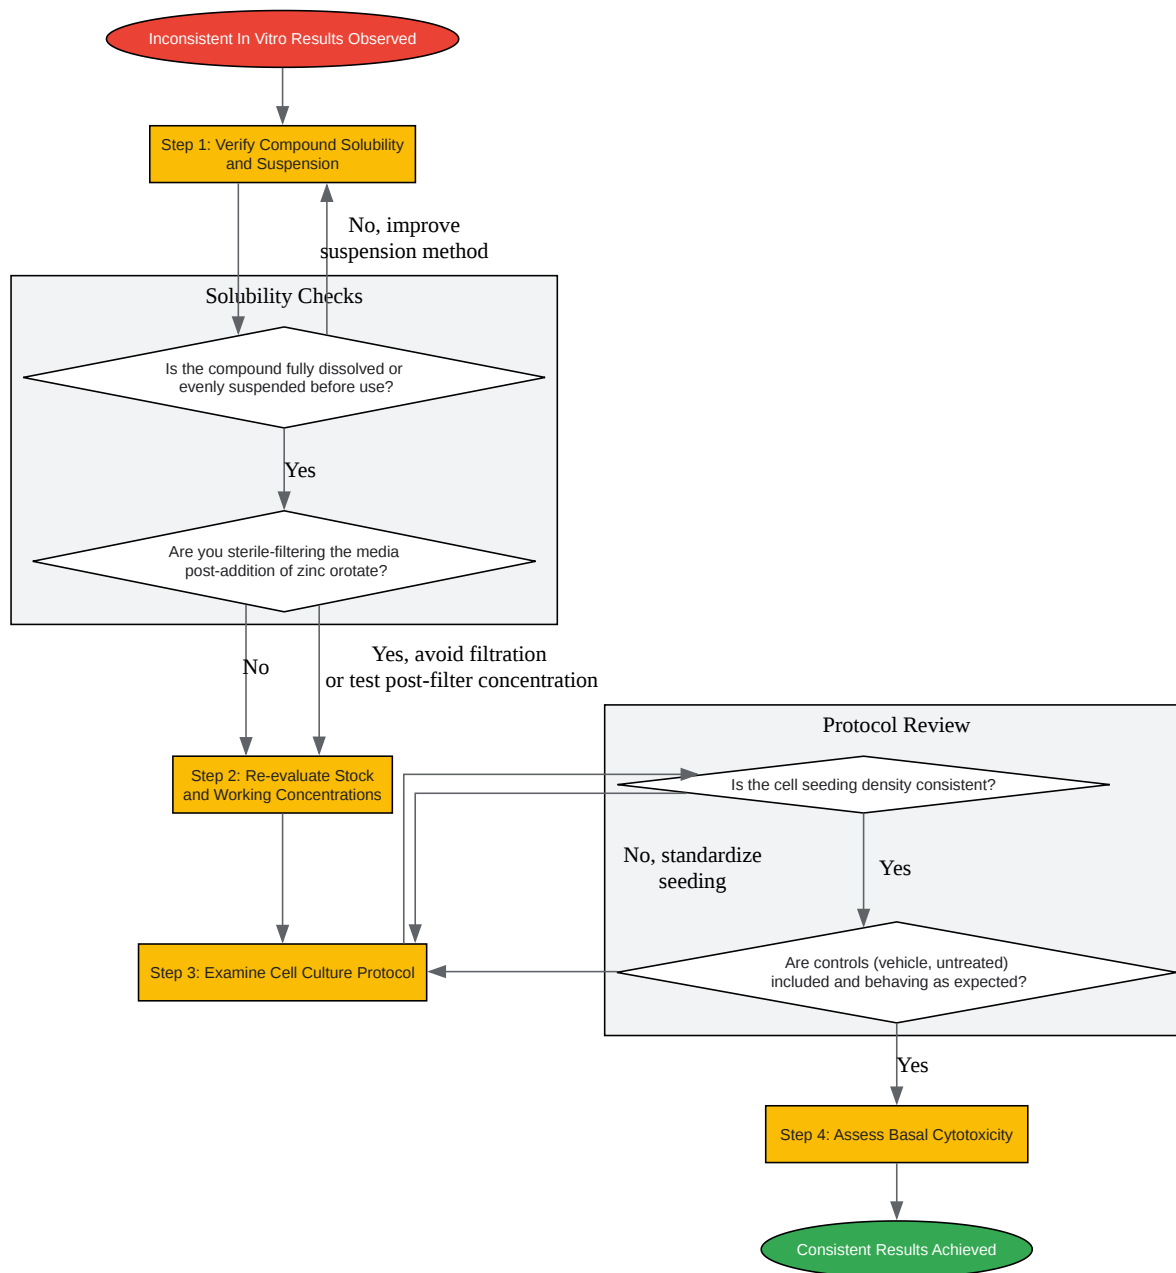 Inconsistent In Vitro Results Observed
Step 1: Verify Compound Solubility
and Suspension
No, improve
suspension method
Solubility Checks
Is the compound fully dissolved or
evenly suspended before use?
Yes
Are you sterile-filtering the media
post-addition of zinc orotate?
No
Yes, avoid filtration
or test post-filter concentration
Step 2: Re-evaluate Stock
and Working Concentrations
Protocol Review
Is the cell seeding density consistent?
No, standardize
seeding
Yes
Step 3: Examine Cell Culture Protocol
Are controls (vehicle, untreated)
included and behaving as expected?
Yes
Step 4: Assess Basal Cytotoxicity
Consistent Results Achieved